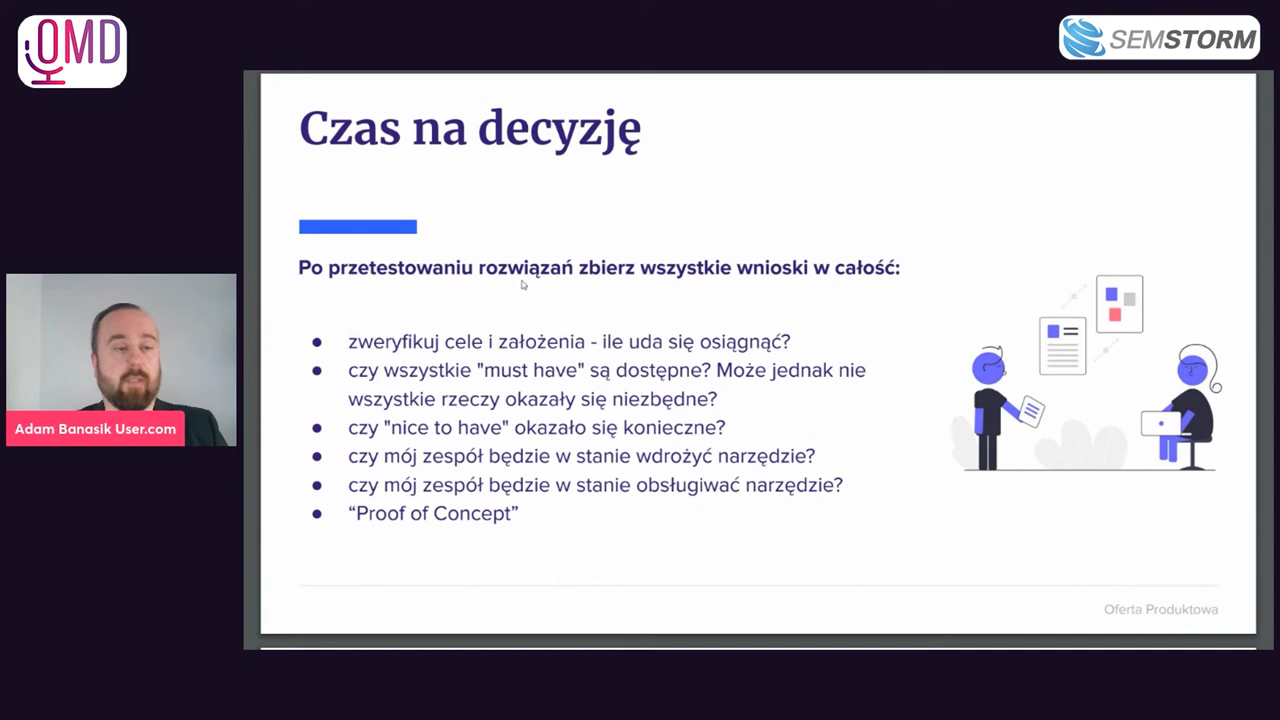 OMD
SEMSTORM
Czas na decyzję
Po przetestowaniu rozwiązań zbierz wszystkie wnioski w całość:
● zweryfikuj cele i założenia - ile uda się osiągnąć?
● czy wszystkie "must have" są dostępne? Może jednak nie
wszystkie rzeczy okazały się niezbędne?
● czy "nice to have" okazało się konieczne?
● czy mój zespół będzie w stanie wdrożyć narzędzie?
● czy mój zespół będzie w stanie obsługiwać narzędzie?
● “Proof of Concept”
Adam Banasik User.com
Oferta Produktowa